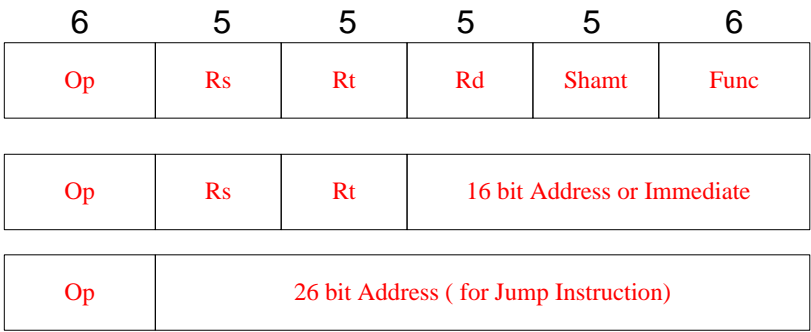 6 5 5 5 5 6
Op Rs Rt Rd Shamt Func
Op Rs Rt 16 bit Address or Immediate
Op 26 bit Address ( for Jump Instruction)